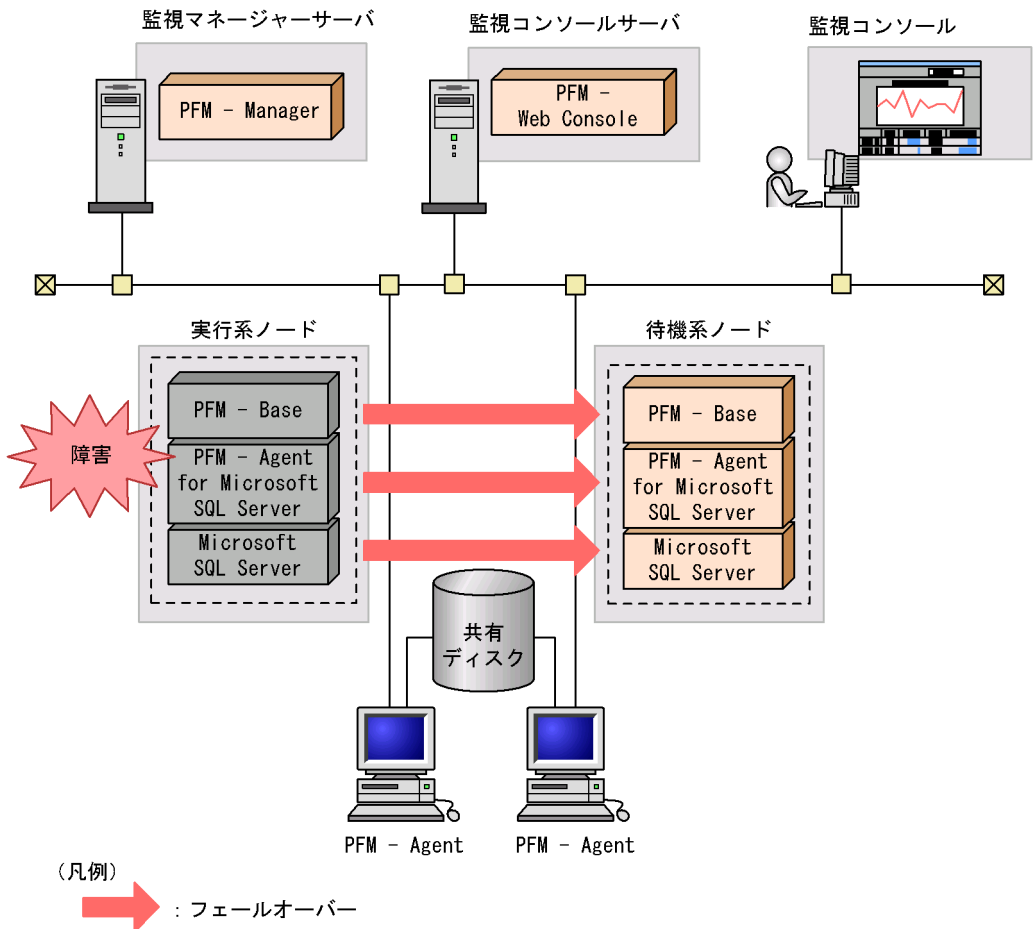 監視マネージャーサーバ
監視コンソールサーバ
監視コンソール
PFM - Manager
PFM -
Web Console
実行系ノード
待機系ノード
障害
PFM - Base
PFM - Agent
for Microsoft
SQL Server
Microsoft
SQL Server
PFM - Base
PFM - Agent
for Microsoft
SQL Server
Microsoft
SQL Server
共有
ディスク
PFM - Agent
PFM - Agent
(凡例)
: フェールオーバー